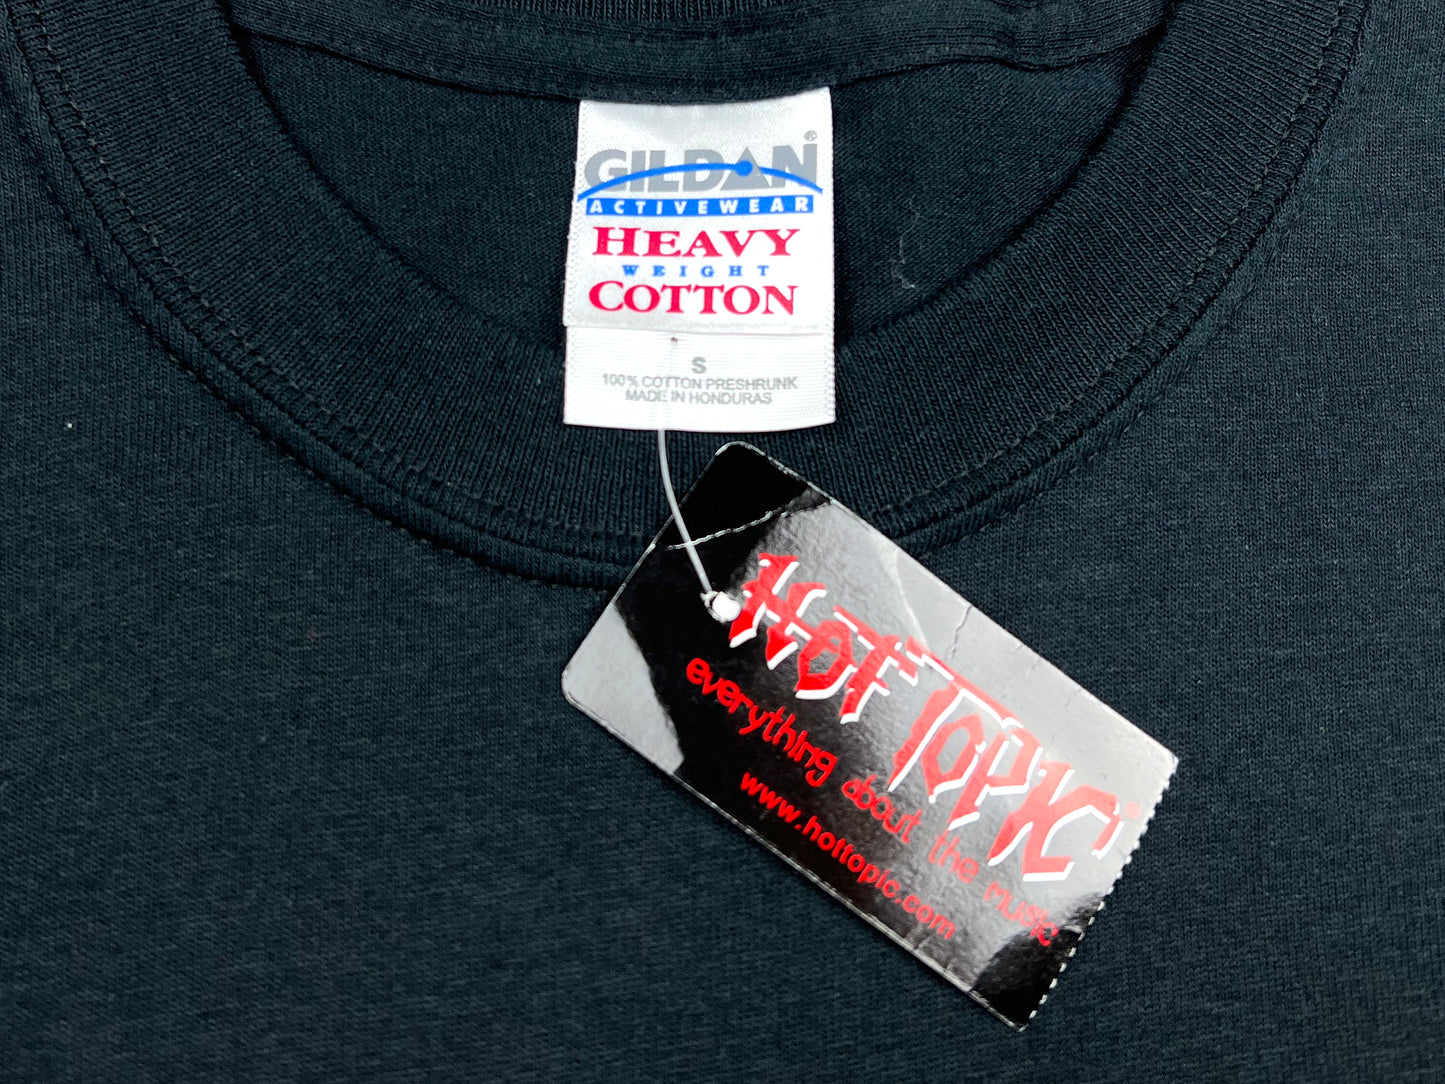 GILDAN®
ACTIVEWEAR
HEAVY
WEIGHT
COTTON
S
100% COTTON PRESHRUNK
MADE IN HONDURAS
HOT TOPIC®
everything about the music
www.hottopic.com